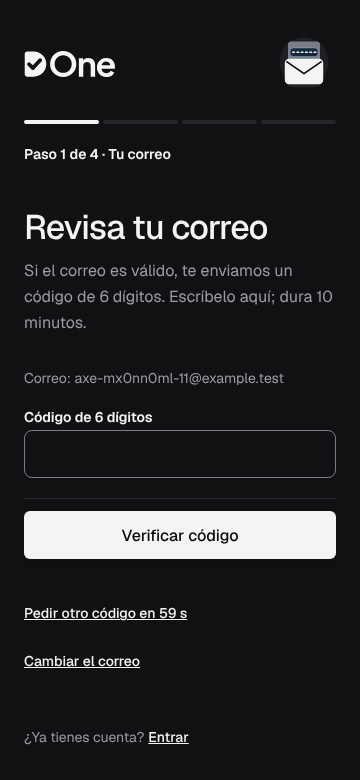 One
Paso 1 de 4 · Tu correo
Revisa tu correo
Si el correo es válido, te enviamos un
código de 6 dígitos. Escríbelo aquí; dura 10
minutos.
Correo: axe-mx0nn0ml-11@example.test
Código de 6 dígitos
Verificar código
Pedir otro código en 59 s
Cambiar el correo
¿Ya tienes cuenta? Entrar